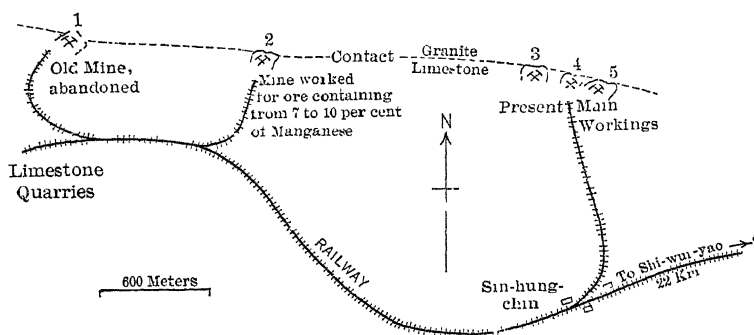 1
Old Mine,
abandoned
2
Mine worked
for ore containing
from 7 to 10 per cent
of Manganese
Contact
Granite
Limestone
3
4
5
Present Main
Workings
N
Limestone
Quarries
RAILWAY
600 Meters
Sin-hung-
chin
To Shi-wui-yao
22 Km